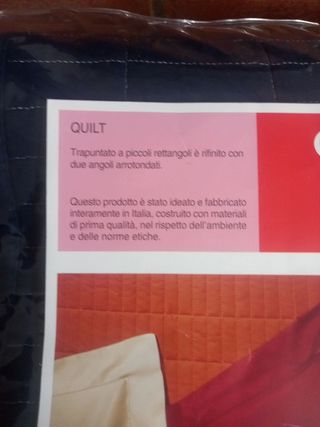 QUILT
Trapuntato a piccoli rettangoli è rifinito con
due angoli arrotondati.
Questo prodotto è stato ideato e fabbricato
interamente in Italia, costruito con materiali
di prima qualità, nel rispetto dell'ambiente
e delle norme etiche.